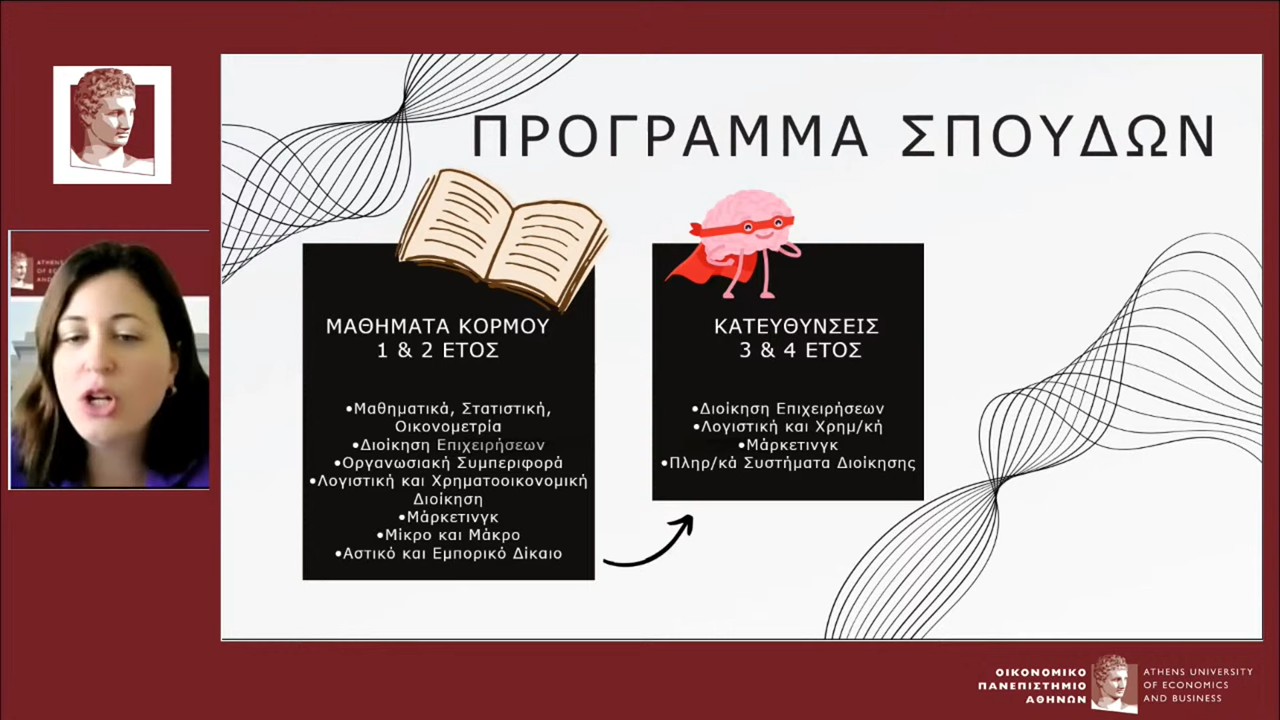 ΠΡΟΓΡΑΜΜΑ ΣΠΟΥΔΩΝ
ΜΑΘΗΜΑΤΑ ΚΟΡΜΟΥ
1 & 2 ΕΤΟΣ
•Μαθηματικά, Στατιστική,
Οικονομετρία
•Διοίκηση Επιχειρήσεων
•Οργανωσιακή Συμπεριφορά
•Λογιστική και Χρηματοοικονομική
Διοίκηση
•Μάρκετινγκ
•Μίκρο και Μάκρο
•Αστικό και Εμπορικό Δίκαιο
ΚΑΤΕΥΘΥΝΣΕΙΣ
3 & 4 ΕΤΟΣ
•Διοίκηση Επιχειρήσεων
•Λογιστική και Χρημ/κή
•Μάρκετινγκ
•Πληρ/κά Συστήματα Διοίκησης
ΟΙΚΟΝΟΜΙΚΟ
ΠΑΝΕΠΙΣΤΗΜΙΟ
ΑΘΗΝΩΝ
ATHENS UNIVERSITY
OF ECONOMICS
AND BUSINESS